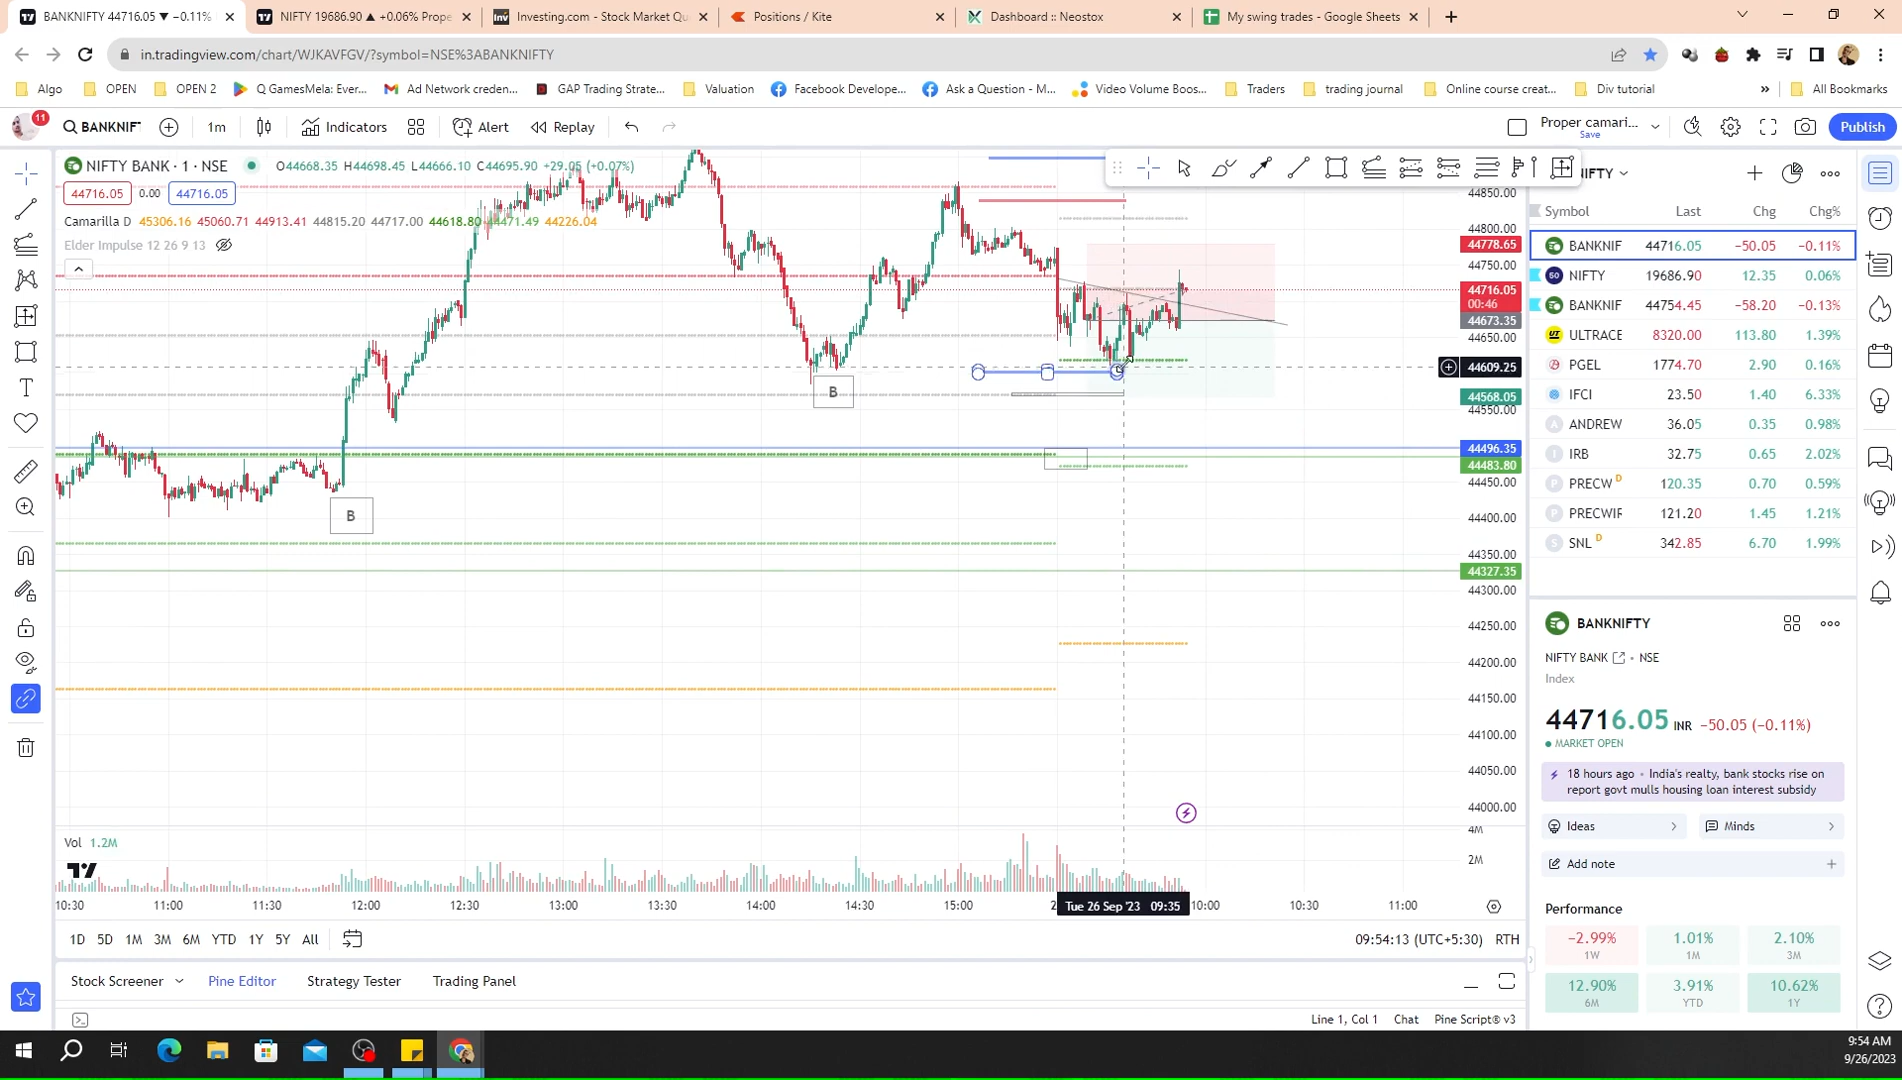 BANKNIFTY 44716.05 ▼ −0.11%
NIFTY 19686.90 ▲ +0.06% Prope
Investing.com - Stock Market Qu
Positions / Kite
Dashboard :: Neostox
My swing trades - Google Sheets
in.tradingview.com/chart/WJKAVFGV/?symbol=NSE%3ABANKNIFTY
Algo
OPEN
OPEN 2
Q GamesMela: Ever...
Ad Network creden...
GAP Trading Strate...
Valuation
Facebook Develope...
Ask a Question - M...
Video Volume Boos...
Traders
trading journal
Online course creat...
Div tutorial
»
All Bookmarks
11
BANKNIF
1m
Indicators
Alert
Replay
Proper camari...
Save
Publish
NIFTY BANK · 1 · NSE
O44668.35 H44698.45 L44666.10 C44695.90 +29.05 (+0.07%)
44716.05
0.00
44716.05
Camarilla D 45306.16 45060.71 44913.41 44815.20 44717.00 44618.80 44471.49 44226.04
Elder Impulse 12 26 9 13
B
B
44850.00
44800.00
44778.65
44750.00
44716.05
00:46
44673.35
44650.00
44609.25
44568.05
44550.00
44496.35
44483.80
44450.00
44400.00
44350.00
44327.35
44300.00
44250.00
44200.00
44150.00
44100.00
44050.00
44000.00
4M
2M
Vol 1.2M
10:30
11:00
11:30
12:00
12:30
13:00
13:30
14:00
14:30
15:00
Tue 26 Sep '23 09:35
10:00
10:30
11:00
1D 5D 1M 3M 6M YTD 1Y 5Y All
09:54:13 (UTC+5:30) RTH
Stock Screener
Pine Editor
Strategy Tester
Trading Panel
Line 1, Col 1
Chat
Pine Script® v3
IFTY
Symbol Last Chg Chg%
BANKNIF 44716.05 −50.05 −0.11%
NIFTY 19686.90 12.35 0.06%
BANKNIF 44754.45 −58.20 −0.13%
ULTRACE 8320.00 113.80 1.39%
PGEL 1774.70 2.90 0.16%
IFCI 23.50 1.40 6.33%
ANDREW 36.05 0.35 0.98%
IRB 32.75 0.65 2.02%
PRECW D 120.35 0.70 0.59%
PRECWIF 121.20 1.45 1.21%
SNL D 342.85 6.70 1.99%
BANKNIFTY
NIFTY BANK • NSE
Index
44716.05 INR −50.05 (−0.11%)
MARKET OPEN
18 hours ago • India's realty, bank stocks rise on
report govt mulls housing loan interest subsidy
Ideas
Minds
Add note
Performance
−2.99%
1W
1.01%
1M
2.10%
3M
12.90%
6M
3.91%
YTD
10.62%
1Y
9:54 AM
9/26/2023